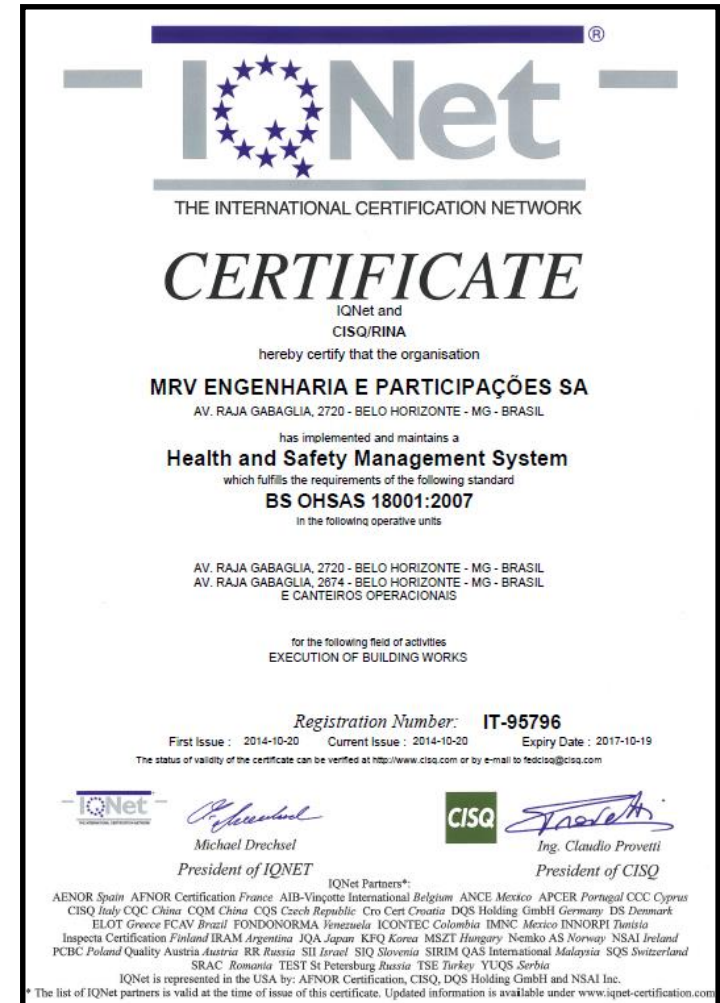 ®
IQNet
THE INTERNATIONAL CERTIFICATION NETWORK
CERTIFICATE
IQNet and
CISQ/RINA
hereby certify that the organisation
MRV ENGENHARIA E PARTICIPAÇÕES SA
AV. RAJA GABAGLIA, 2720 - BELO HORIZONTE - MG - BRASIL
has implemented and maintains a
Health and Safety Management System
which fulfills the requirements of the following standard
BS OHSAS 18001:2007
In the following operative units
AV. RAJA GABAGLIA, 2720 - BELO HORIZONTE - MG - BRASIL
AV. RAJA GABAGLIA, 2674 - BELO HORIZONTE - MG - BRASIL
E CANTEIROS OPERACIONAIS
for the following field of activities
EXECUTION OF BUILDING WORKS
Registration Number: IT-95796
First Issue : 2014-10-20 Current Issue : 2014-10-20 Expiry Date : 2017-10-19
The status of validity of the certificate can be verified at http://www.cisq.com or by e-mail to fedcisq@cisq.com
IQNet
THE INTERNATIONAL CERTIFICATION NETWORK
CISQ
Michael Drechsel
Ing. Claudio Provetti
President of IQNET
President of CISQ
IQNet Partners*:
AENOR Spain AFNOR Certification France AIB-Vinçotte International Belgium ANCE Mexico APCER Portugal CCC Cyprus
CISQ Italy CQC China CQM China CQS Czech Republic Cro Cert Croatia DQS Holding GmbH Germany DS Denmark
ELOT Greece FCAV Brazil FONDONORMA Venezuela ICONTEC Colombia IMNC Mexico INNORPI Tunisia
Inspecta Certification Finland IRAM Argentina JQA Japan KFQ Korea MSZT Hungary Nemko AS Norway NSAI Ireland
PCBC Poland Quality Austria Austria RR Russia SII Israel SIQ Slovenia SIRIM QAS International Malaysia SQS Switzerland
SRAC Romania TEST St Petersburg Russia TSE Turkey YUQS Serbia
IQNet is represented in the USA by: AFNOR Certification, CISQ, DQS Holding GmbH and NSAI Inc.
* The list of IQNet partners is valid at the time of issue of this certificate. Updated information is available under www.iqnet-certification.com